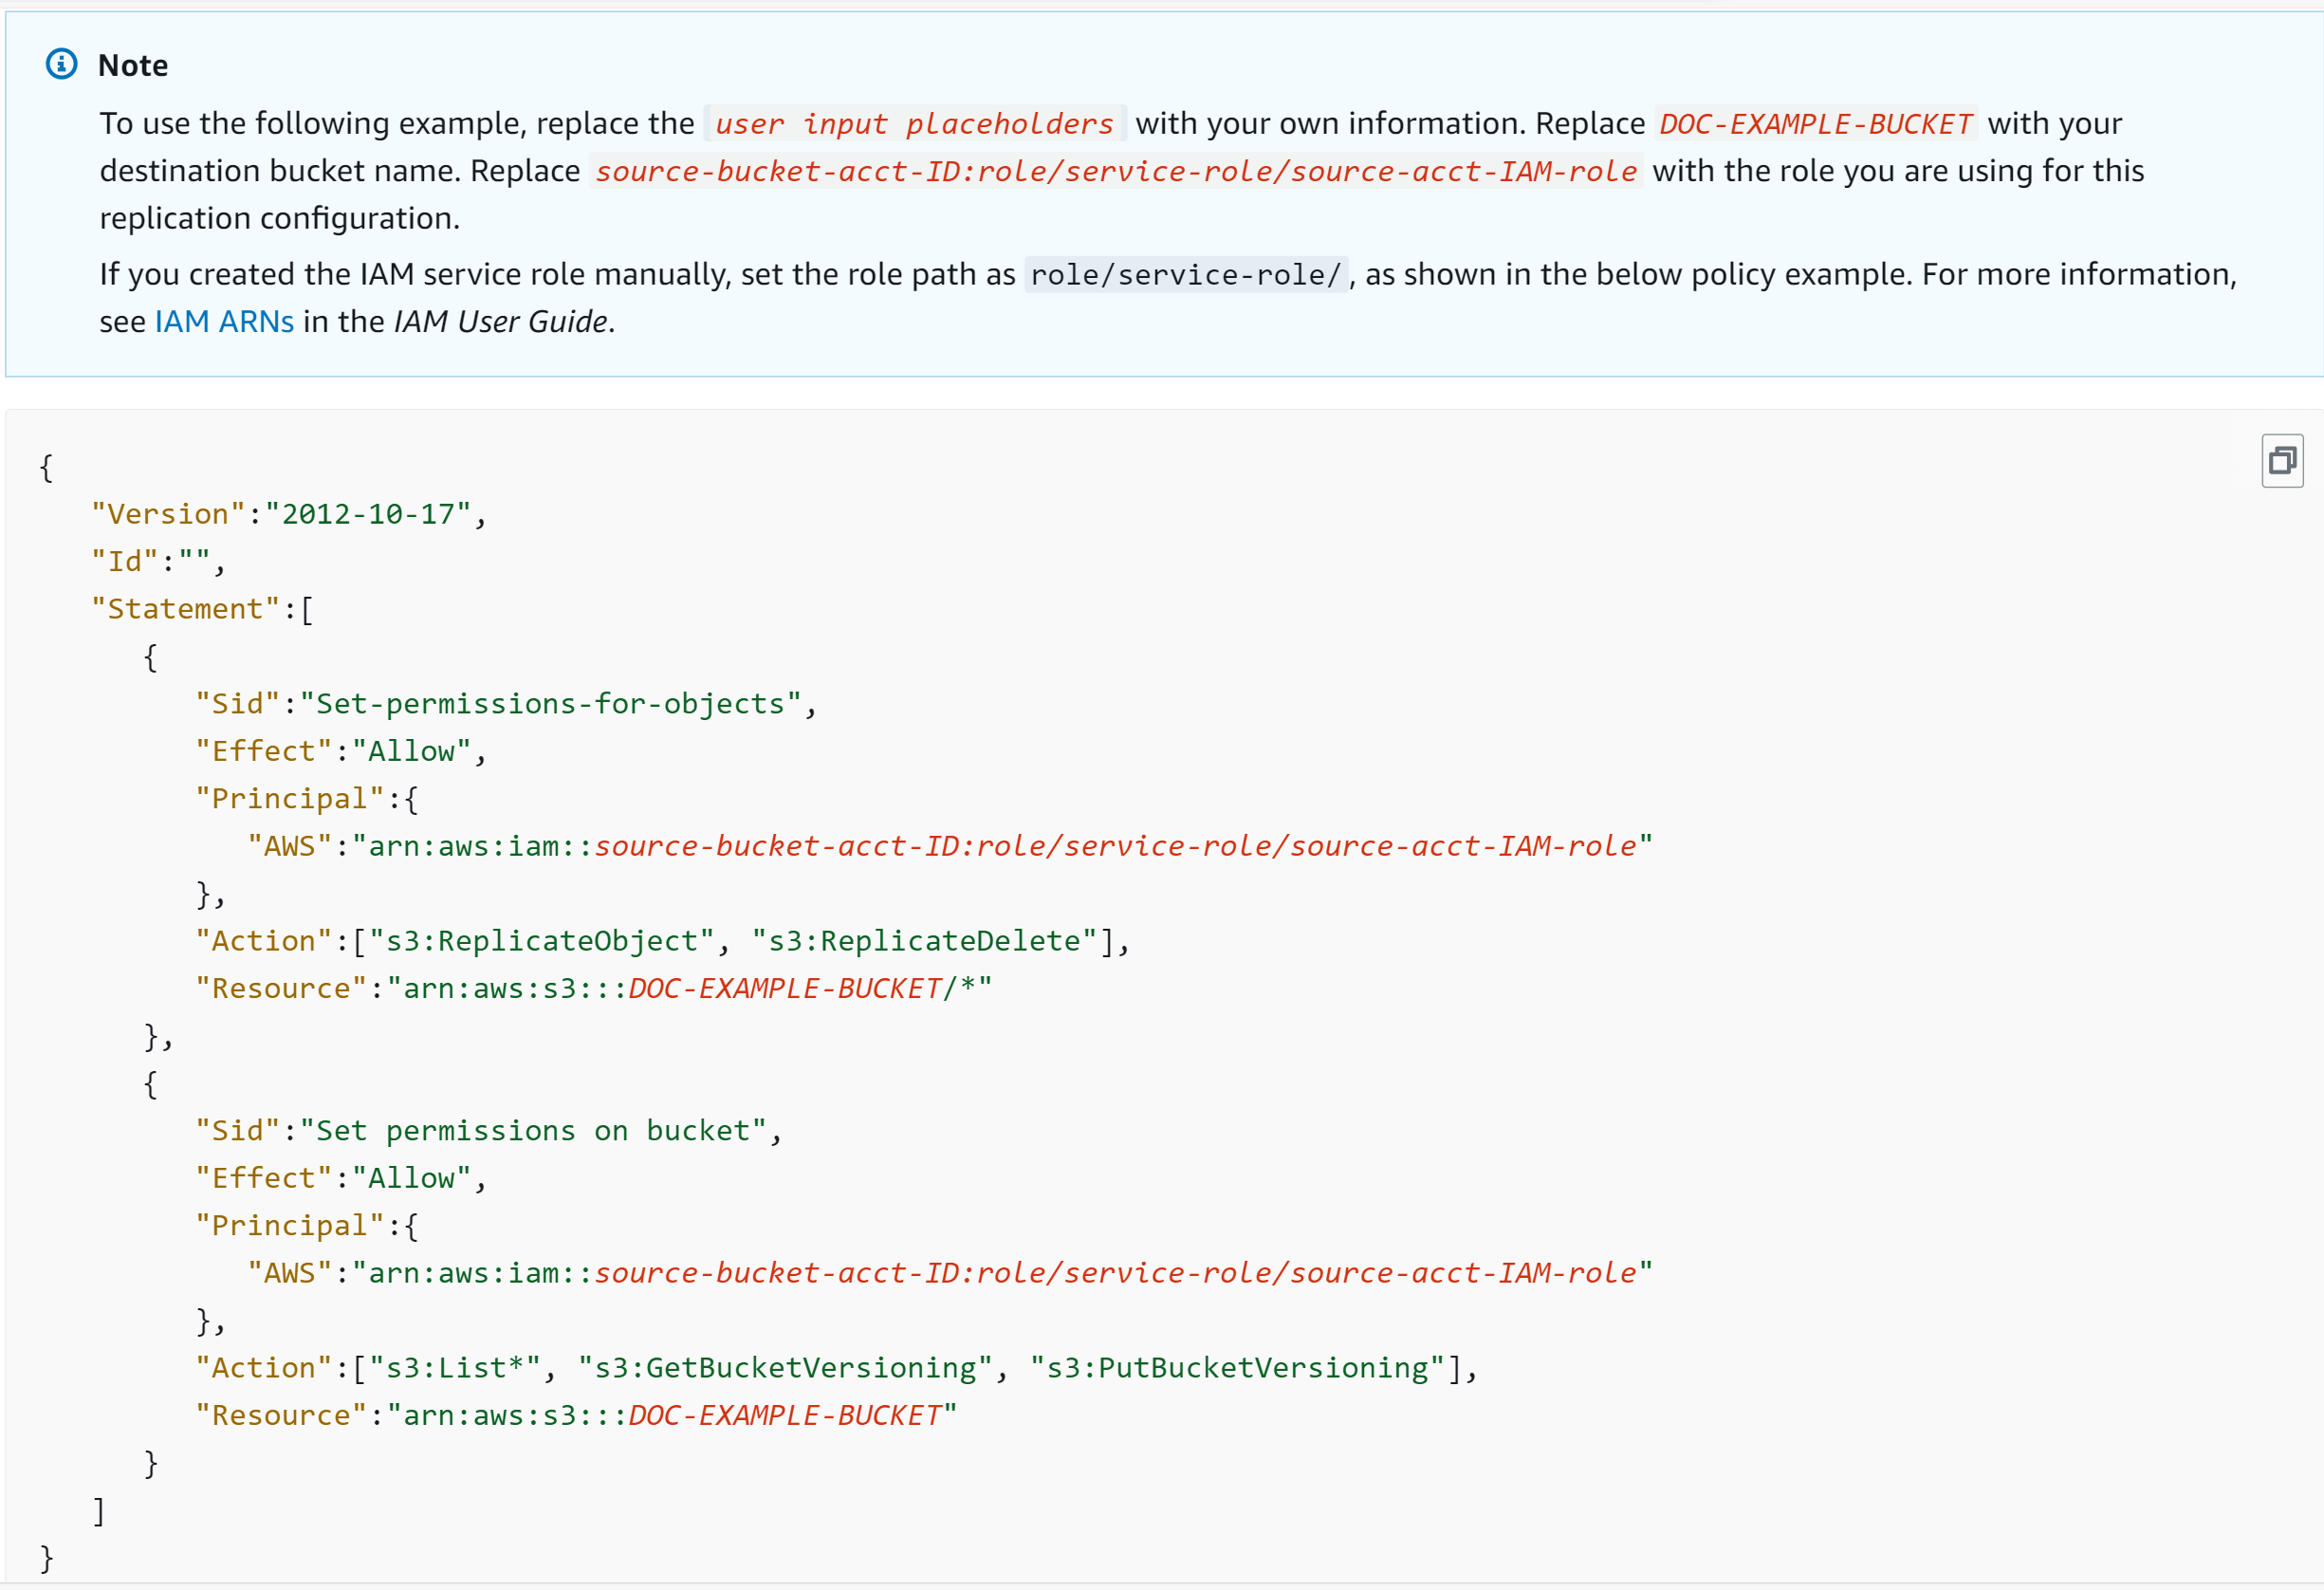 Note
To use the following example, replace the user input placeholders with your own information. Replace DOC-EXAMPLE-BUCKET with your
destination bucket name. Replace source-bucket-acct-ID:role/service-role/source-acct-IAM-role with the role you are using for this
replication configuration.
If you created the IAM service role manually, set the role path as role/service-role/, as shown in the below policy example. For more information,
see IAM ARNs in the IAM User Guide.
{
   "Version":"2012-10-17",
   "Id":"",
   "Statement":[
      {
         "Sid":"Set-permissions-for-objects",
         "Effect":"Allow",
         "Principal":{
            "AWS":"arn:aws:iam::source-bucket-acct-ID:role/service-role/source-acct-IAM-role"
         },
         "Action":["s3:ReplicateObject", "s3:ReplicateDelete"],
         "Resource":"arn:aws:s3:::DOC-EXAMPLE-BUCKET/*"
      },
      {
         "Sid":"Set permissions on bucket",
         "Effect":"Allow",
         "Principal":{
            "AWS":"arn:aws:iam::source-bucket-acct-ID:role/service-role/source-acct-IAM-role"
         },
         "Action":["s3:List*", "s3:GetBucketVersioning", "s3:PutBucketVersioning"],
         "Resource":"arn:aws:s3:::DOC-EXAMPLE-BUCKET"
      }
   ]
}